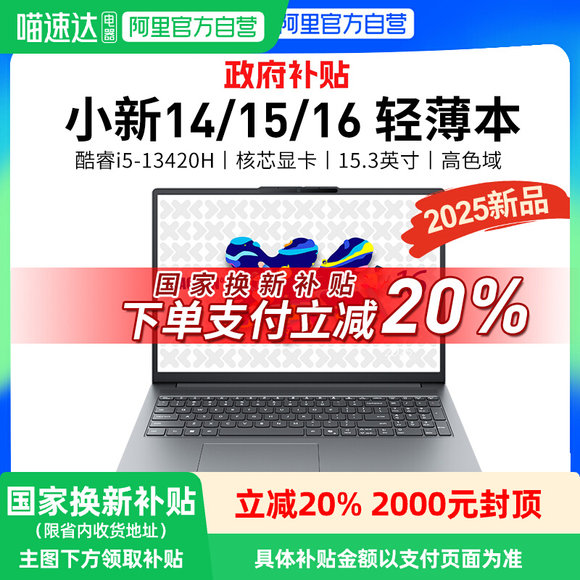 喵速达电器 阿里官方自营 阿里官方自营
政府补贴
小新14/15/16 轻薄本
酷睿i5-13420H | 核芯显卡 | 15.3英寸 | 高色域
2025新品
国家换新补贴
下单支付立减20%
国家换新补贴
(限省内收货地址)
主图下方领取补贴
立减20% 2000元封顶
具体补贴金额以支付页面为准